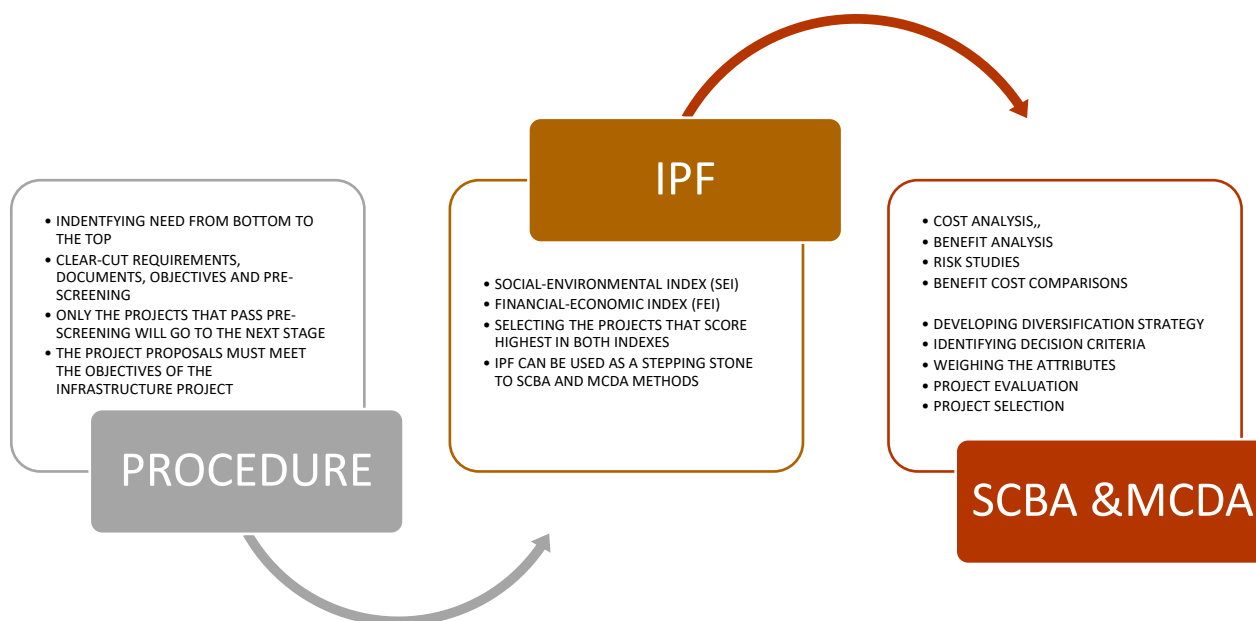 • INDENTFYING NEED FROM BOTTOM TO
THE TOP
• CLEAR-CUT REQUIREMENTS,
DOCUMENTS, OBJECTIVES AND PRE-
SCREENING
• ONLY THE PROJECTS THAT PASS PRE-
SCREENING WILL GO TO THE NEXT STAGE
• THE PROJECT PROPOSALS MUST MEET
THE OBJECTIVES OF THE
INFRASTRUCTURE PROJECT
PROCEDURE
IPF
• SOCIAL-ENVIRONMENTAL INDEX (SEI)
• FINANCIAL-ECONOMIC INDEX (FEI)
• SELECTING THE PROJECTS THAT SCORE
HIGHEST IN BOTH INDEXES
• IPF CAN BE USED AS A STEPPING STONE
TO SCBA AND MCDA METHODS
• COST ANALYSIS,,
• BENEFIT ANALYSIS
• RISK STUDIES
• BENEFIT COST COMPARISONS
• DEVELOPING DIVERSIFICATION STRATEGY
• IDENTIFYING DECISION CRITERIA
• WEIGHING THE ATTRIBUTES
• PROJECT EVALUATION
• PROJECT SELECTION
SCBA &MCDA